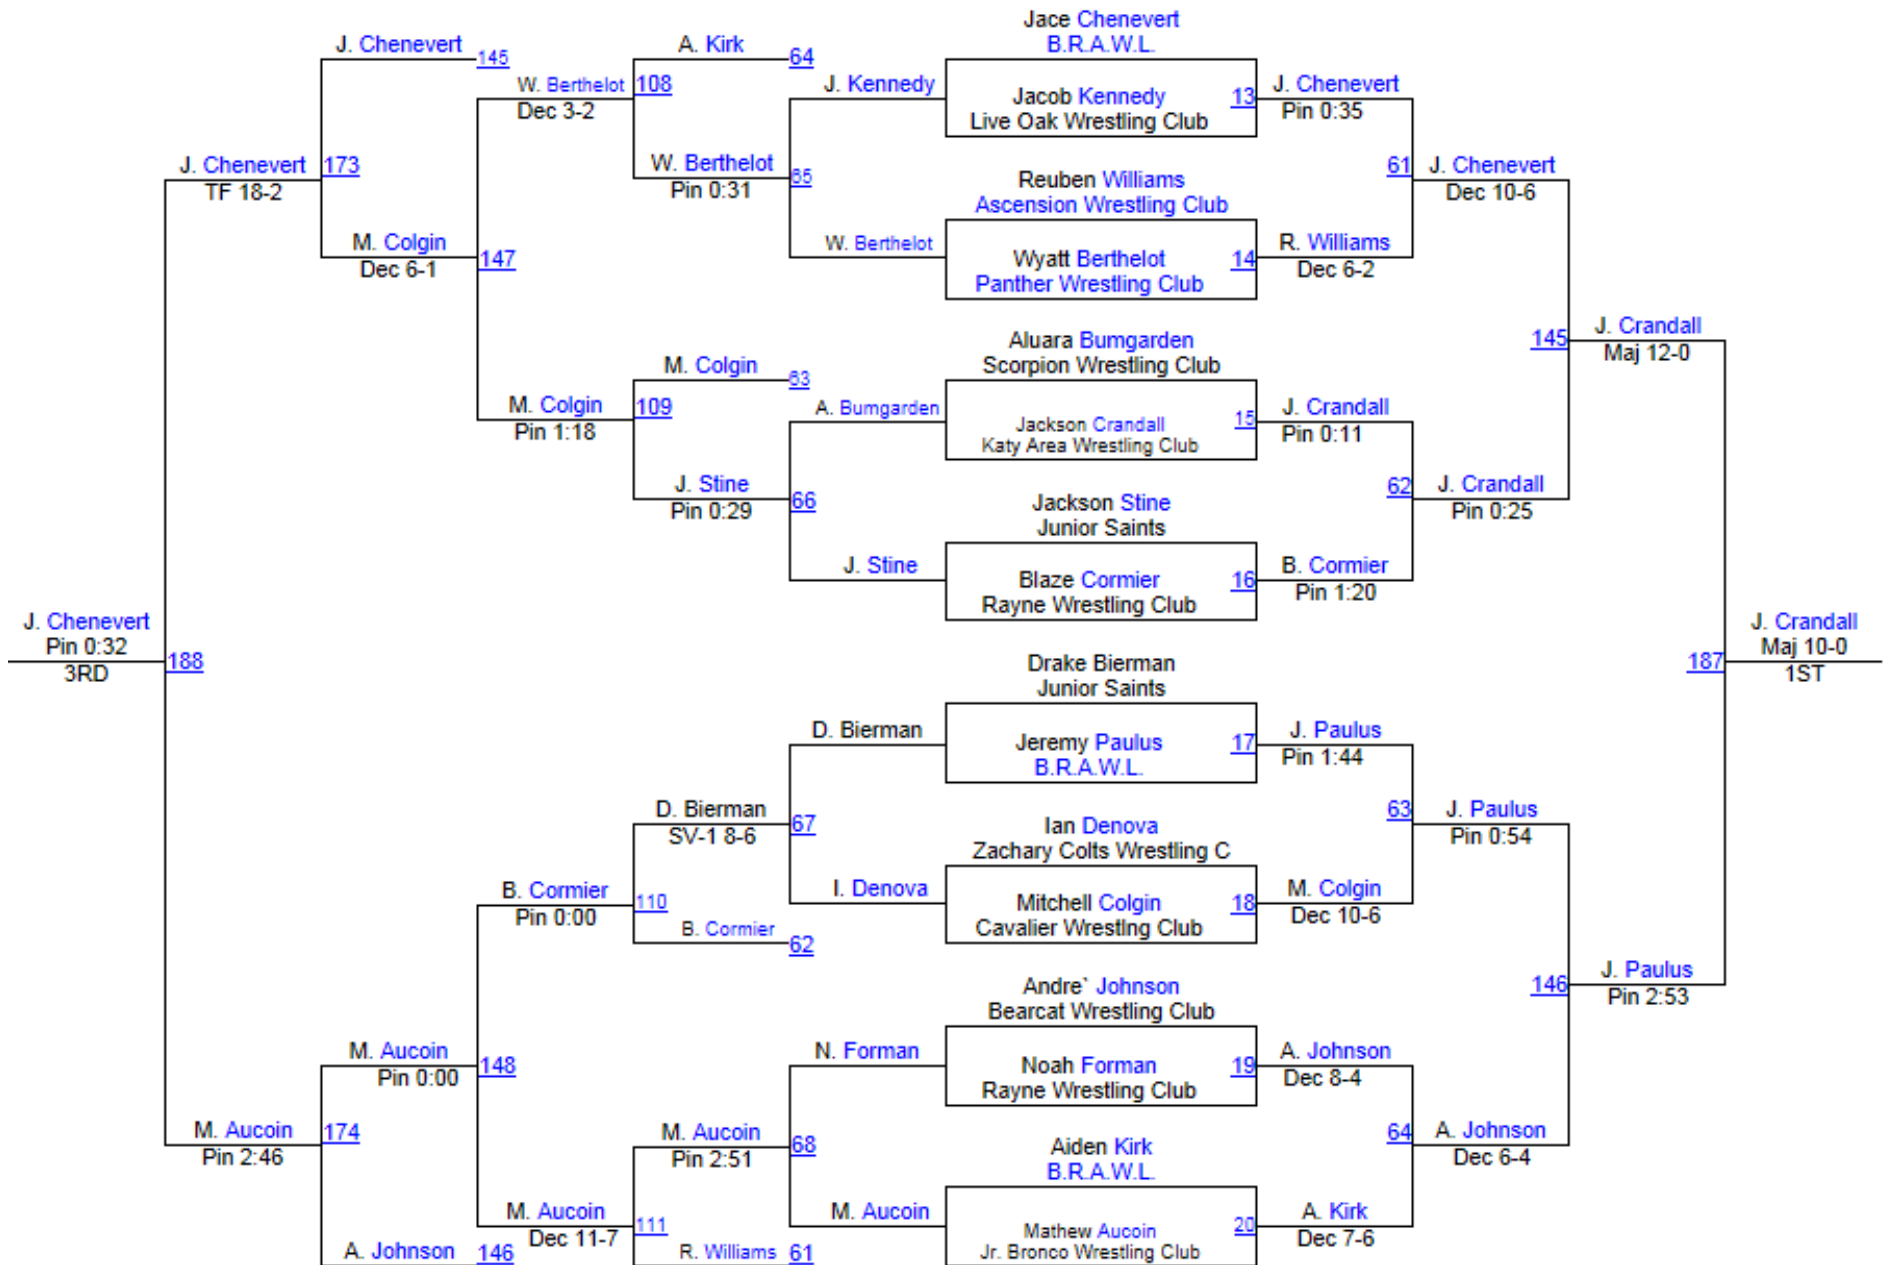 Jace Chenevert
J. Chenevert
A. Kirk
B.R.A.W.L.
145
64
W. Berthelot
108
J. Kennedy
J. Chenevert
Dec 3-2
Jacob Kennedy
13
Pin 0:35
Live Oak Wrestling Club
J. Chenevert
173
W. Berthelot
61
J. Chenevert
TF 18-2
Pin 0:31
65
Reuben Williams
Dec 10-6
Ascension Wrestling Club
M. Colgin
W. Berthelot
R. Williams
Dec 6-1
147
Wyatt Berthelot
14
Dec 6-2
Panther Wrestling Club
145
J. Crandall
Aluara Bumgarden
Maj 12-0
M. Colgin
63
Scorpion Wrestling Club
M. Colgin
109
A. Bumgarden
J. Crandall
Pin 1:18
Jackson Crandall
15
Pin 0:11
Katy Area Wrestling Club
J. Stine
62
J. Crandall
Pin 0:29
66
Jackson Stine
Pin 0:25
Junior Saints
J. Stine
B. Cormier
Blaze Cormier
16
Pin 1:20
Rayne Wrestling Club
J. Chenevert
J. Crandall
Pin 0:32
Maj 10-0
3RD
188
187
1ST
Drake Bierman
Junior Saints
D. Bierman
J. Paulus
Jeremy Paulus
17
Pin 1:44
B.R.A.W.L.
D. Bierman
63
J. Paulus
SV-1 8-6
67
Ian Denova
Pin 0:54
Zachary Colts Wrestling C
B. Cormier
I. Denova
M. Colgin
Pin 0:00
110
Mitchell Colgin
18
Dec 10-6
B. Cormier
62
Cavalier Wrestlng Club
146
J. Paulus
Andre` Johnson
Pin 2:53
Bearcat Wrestling Club
M. Aucoin
N. Forman
A. Johnson
Pin 0:00
148
Noah Forman
19
Dec 8-4
Rayne Wrestling Club
M. Aucoin
174
M. Aucoin
64
A. Johnson
Pin 2:46
Pin 2:51
68
Aiden Kirk
Dec 6-4
B.R.A.W.L.
M. Aucoin
M. Aucoin
A. Kirk
Dec 11-7
111
Mathew Aucoin
20
Dec 7-6
A. Johnson
146
R. Williams
61
Jr. Bronco Wrestling Club